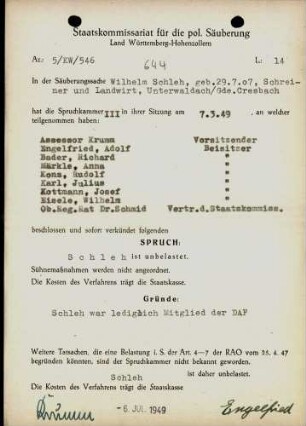 Staatskommissariat für die pol. Säuberung
Land Württemberg-Hohenzollern
Az: 5/EW/546 L: 14
644
In der Säuberungssache Wilhelm Schleh, geb.29.7.07, Schrei-
ner und Landwirt, Unterwaldach/Gde.Cresbach
hat die Spruchkammer III in ihrer Sitzung am 7.3.49, an welcher
teilgenommen haben:
Assessor Krumm Vorsitzender
Engelfried, Adolf Beisitzer
Bader, Richard "
Märkle, Anna "
Kenz, Rudolf "
Karl, Julius "
Kottmann, Josef "
Eisele, Wilhelm "
Ob.Reg.Rat Dr.Schmid Vertr.d.Staatskommiss.
beschlossen und sofort verkündet folgenden
SPRUCH:
Schleh ist unbelastet.
Sühnemaßnahmen werden nicht angeordnet.
Die Kosten des Verfahrens trägt die Staatskasse.
Gründe:
Schleh war lediglich Mitglied der DAF
Weitere Tatsachen, die eine Belastung i. S. der Art. 4–7 der RAO vom 25. 4. 47
begründen könnten, sind der Spruchkammer nicht bekannt geworden.
Schleh ist daher unbelastet.
Die Kosten des Verfahrens trägt die Staatskasse
Krumm -6 JUL 1949 Engelfried